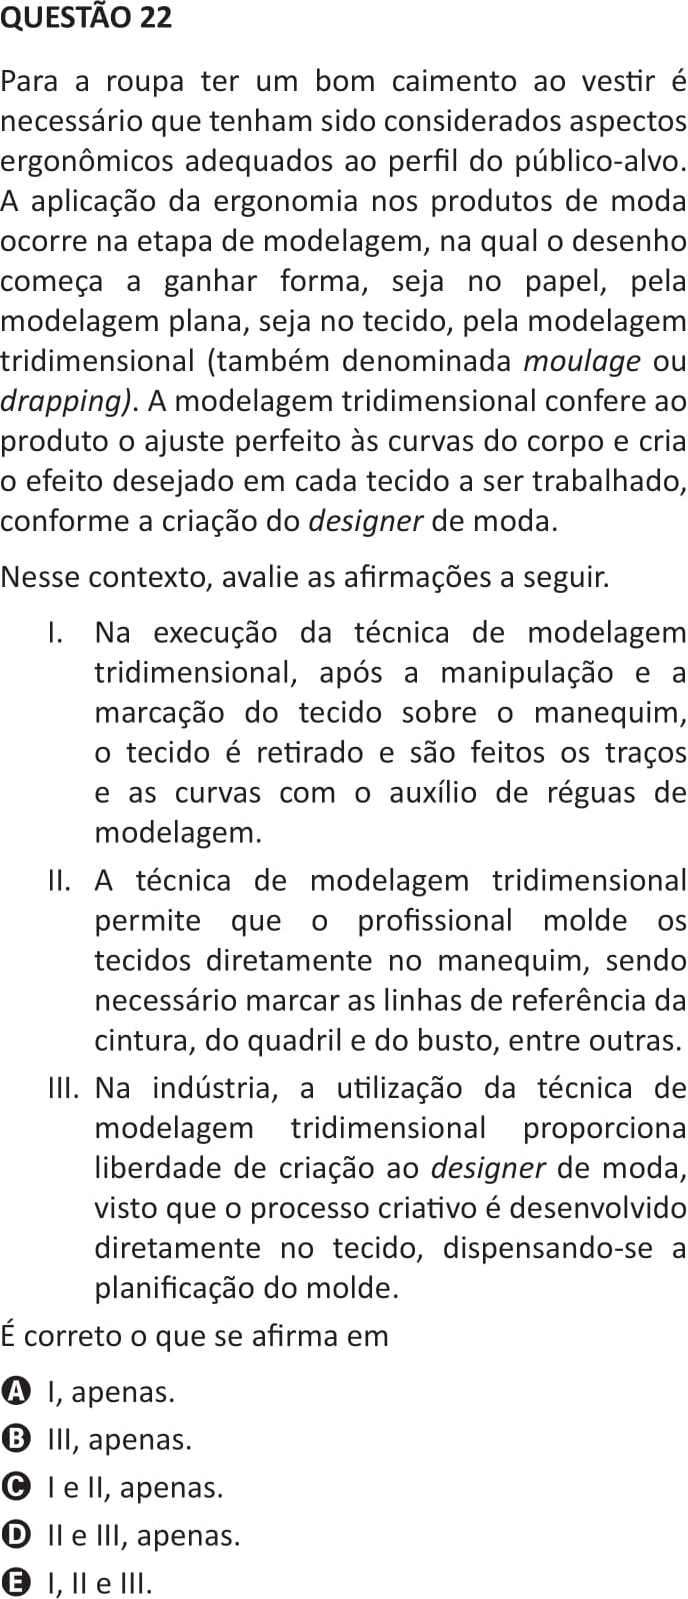 QUESTÃO 22
Para a roupa ter um bom caimento ao vestir é
necessário que tenham sido considerados aspectos
ergonômicos adequados ao perfil do público-alvo.
A aplicação da ergonomia nos produtos de moda
ocorre na etapa de modelagem, na qual o desenho
começa a ganhar forma, seja no papel, pela
modelagem plana, seja no tecido, pela modelagem
tridimensional (também denominada moulage ou
drapping). A modelagem tridimensional confere ao
produto o ajuste perfeito às curvas do corpo e cria
o efeito desejado em cada tecido a ser trabalhado,
conforme a criação do designer de moda.
Nesse contexto, avalie as afirmações a seguir.
I. Na execução da técnica de modelagem
tridimensional, após a manipulação e a
marcação do tecido sobre o manequim,
o tecido é retirado e são feitos os traços
e as curvas com o auxílio de réguas de
modelagem.
II. A técnica de modelagem tridimensional
permite que o profissional molde os
tecidos diretamente no manequim, sendo
necessário marcar as linhas de referência da
cintura, do quadril e do busto, entre outras.
III. Na indústria, a utilização da técnica de
modelagem tridimensional proporciona
liberdade de criação ao designer de moda,
visto que o processo criativo é desenvolvido
diretamente no tecido, dispensando-se a
planificação do molde.
É correto o que se afirma em
A I, apenas.
B III, apenas.
C I e II, apenas.
D II e III, apenas.
E I, II e III.